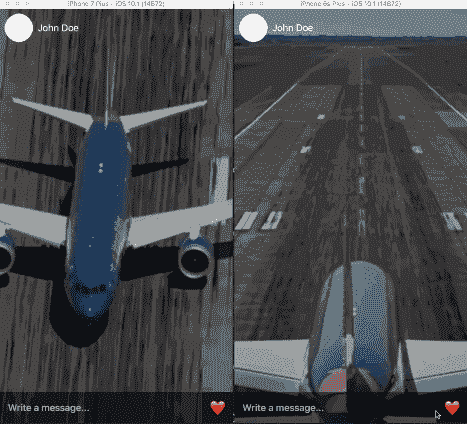 iPhone 7 Plus - iOS 10.1 (14B72)
iPhone 6s Plus - iOS 10.1 (14B72)
John Doe
John Doe
Write a message...
Write a message...